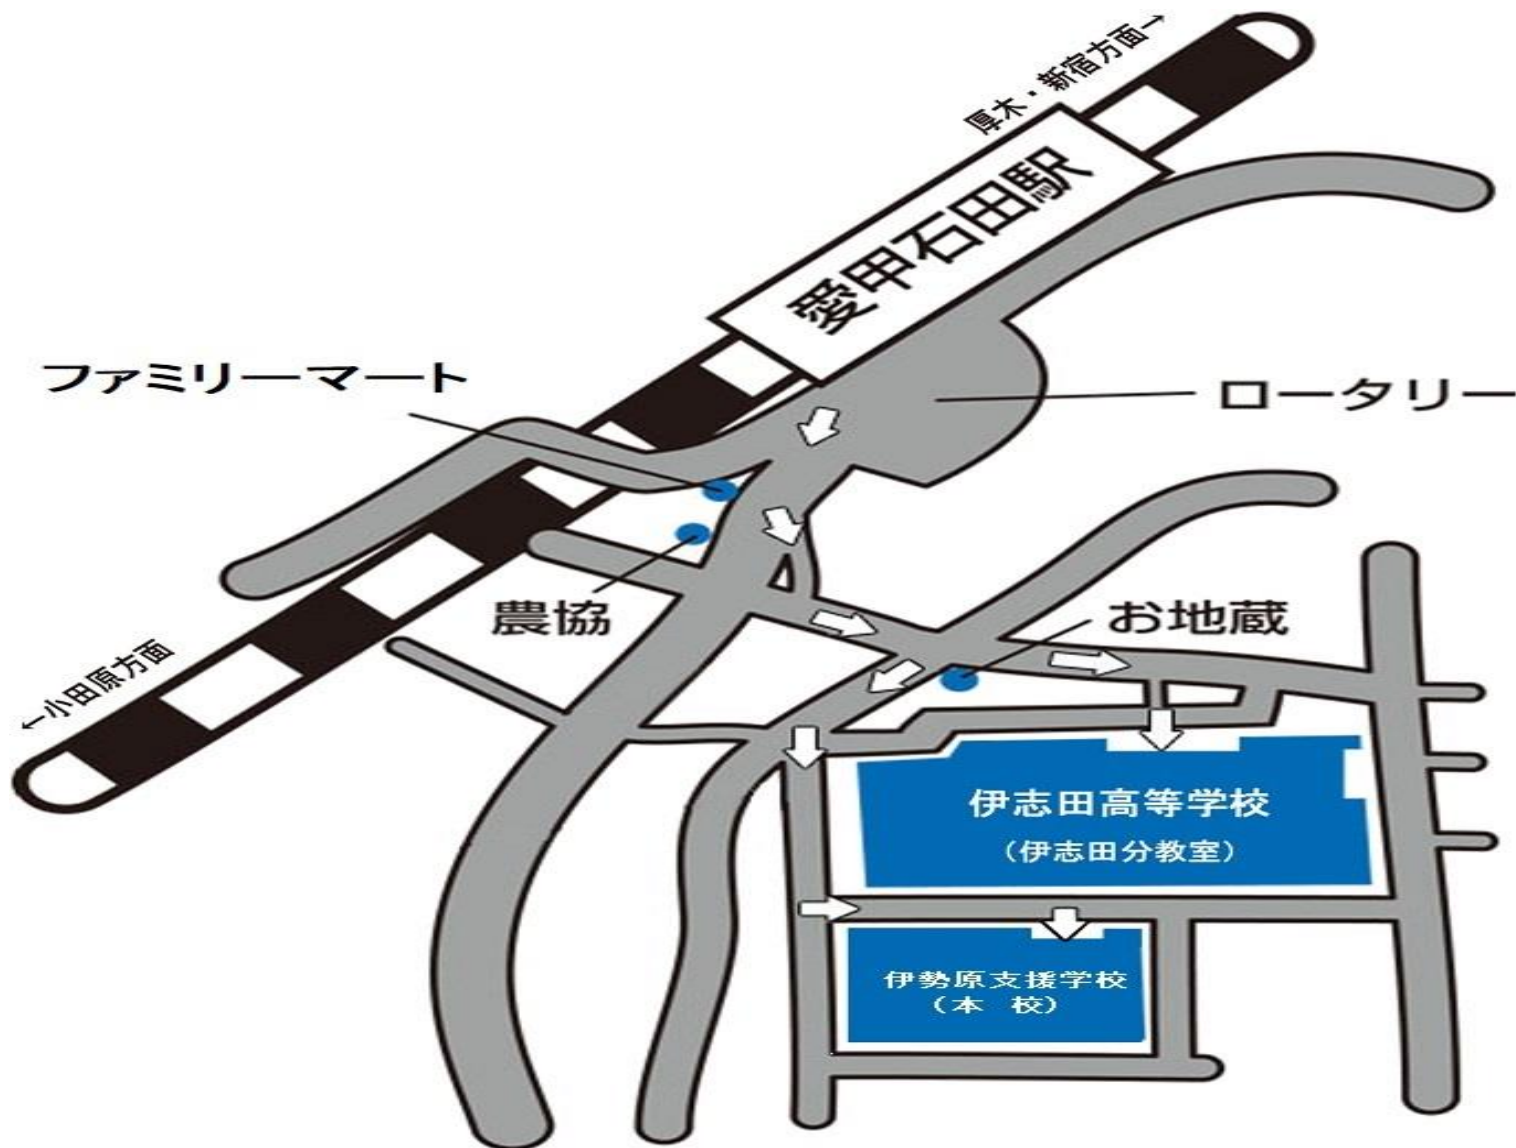 厚木・新宿方面→
愛甲石田駅
ファミリーマート
ロータリー
農協
お地蔵
←小田原方面
伊志田高等学校
（伊志田分教室）
伊勢原支援学校
（本　校）